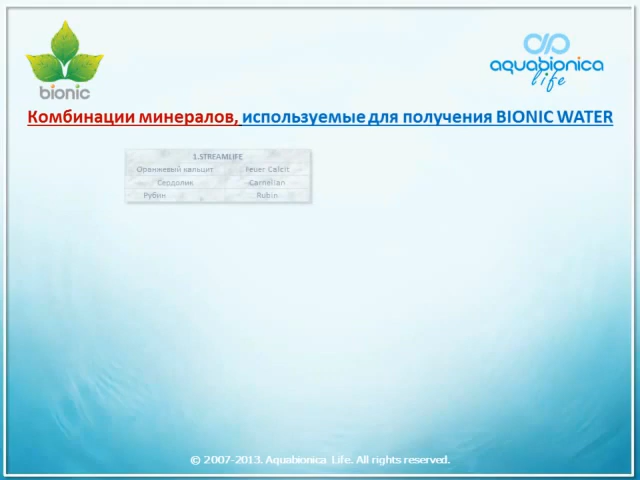 bionic
aquabionica
life
Комбинации минералов, используемые для получения BIONIC WATER
1.STREAMLIFE
Оранжевый кальцит Feuer Calcit
Сердолик Carnelian
Рубин Rubin
© 2007-2013. Aquabionica Life. All rights reserved.